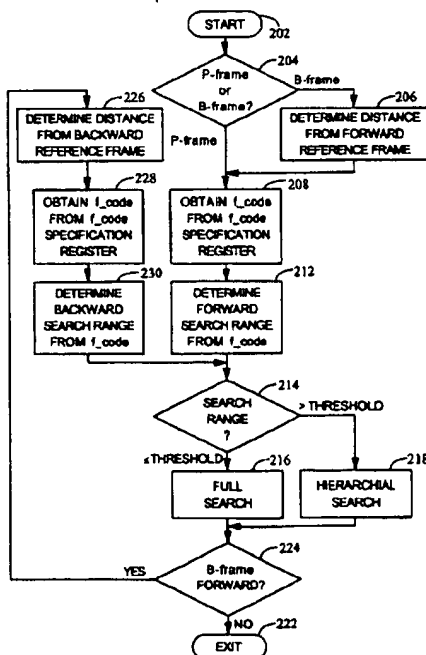 START
202
204
P-frame
or
B-frame?
B-frame
P-frame
226
DETERMINE DISTANCE
FROM BACKWARD
REFERENCE FRAME
206
DETERMINE DISTANCE
FROM FORWARD
REFERENCE FRAME
228
OBTAIN f_code
FROM f_code
SPECIFICATION
REGISTER
208
OBTAIN f_code
FROM f_code
SPECIFICATION
REGISTER
230
DETERMINE
BACKWARD
SEARCH RANGE
FROM f_code
212
DETERMINE
FORWARD
SEARCH RANGE
FROM f_code
214
SEARCH
RANGE
?
> THRESHOLD
≤THRESHOLD
216
FULL
SEARCH
218
HIERARCHIAL
SEARCH
224
B-frame
FORWARD?
YES
NO
222
EXIT